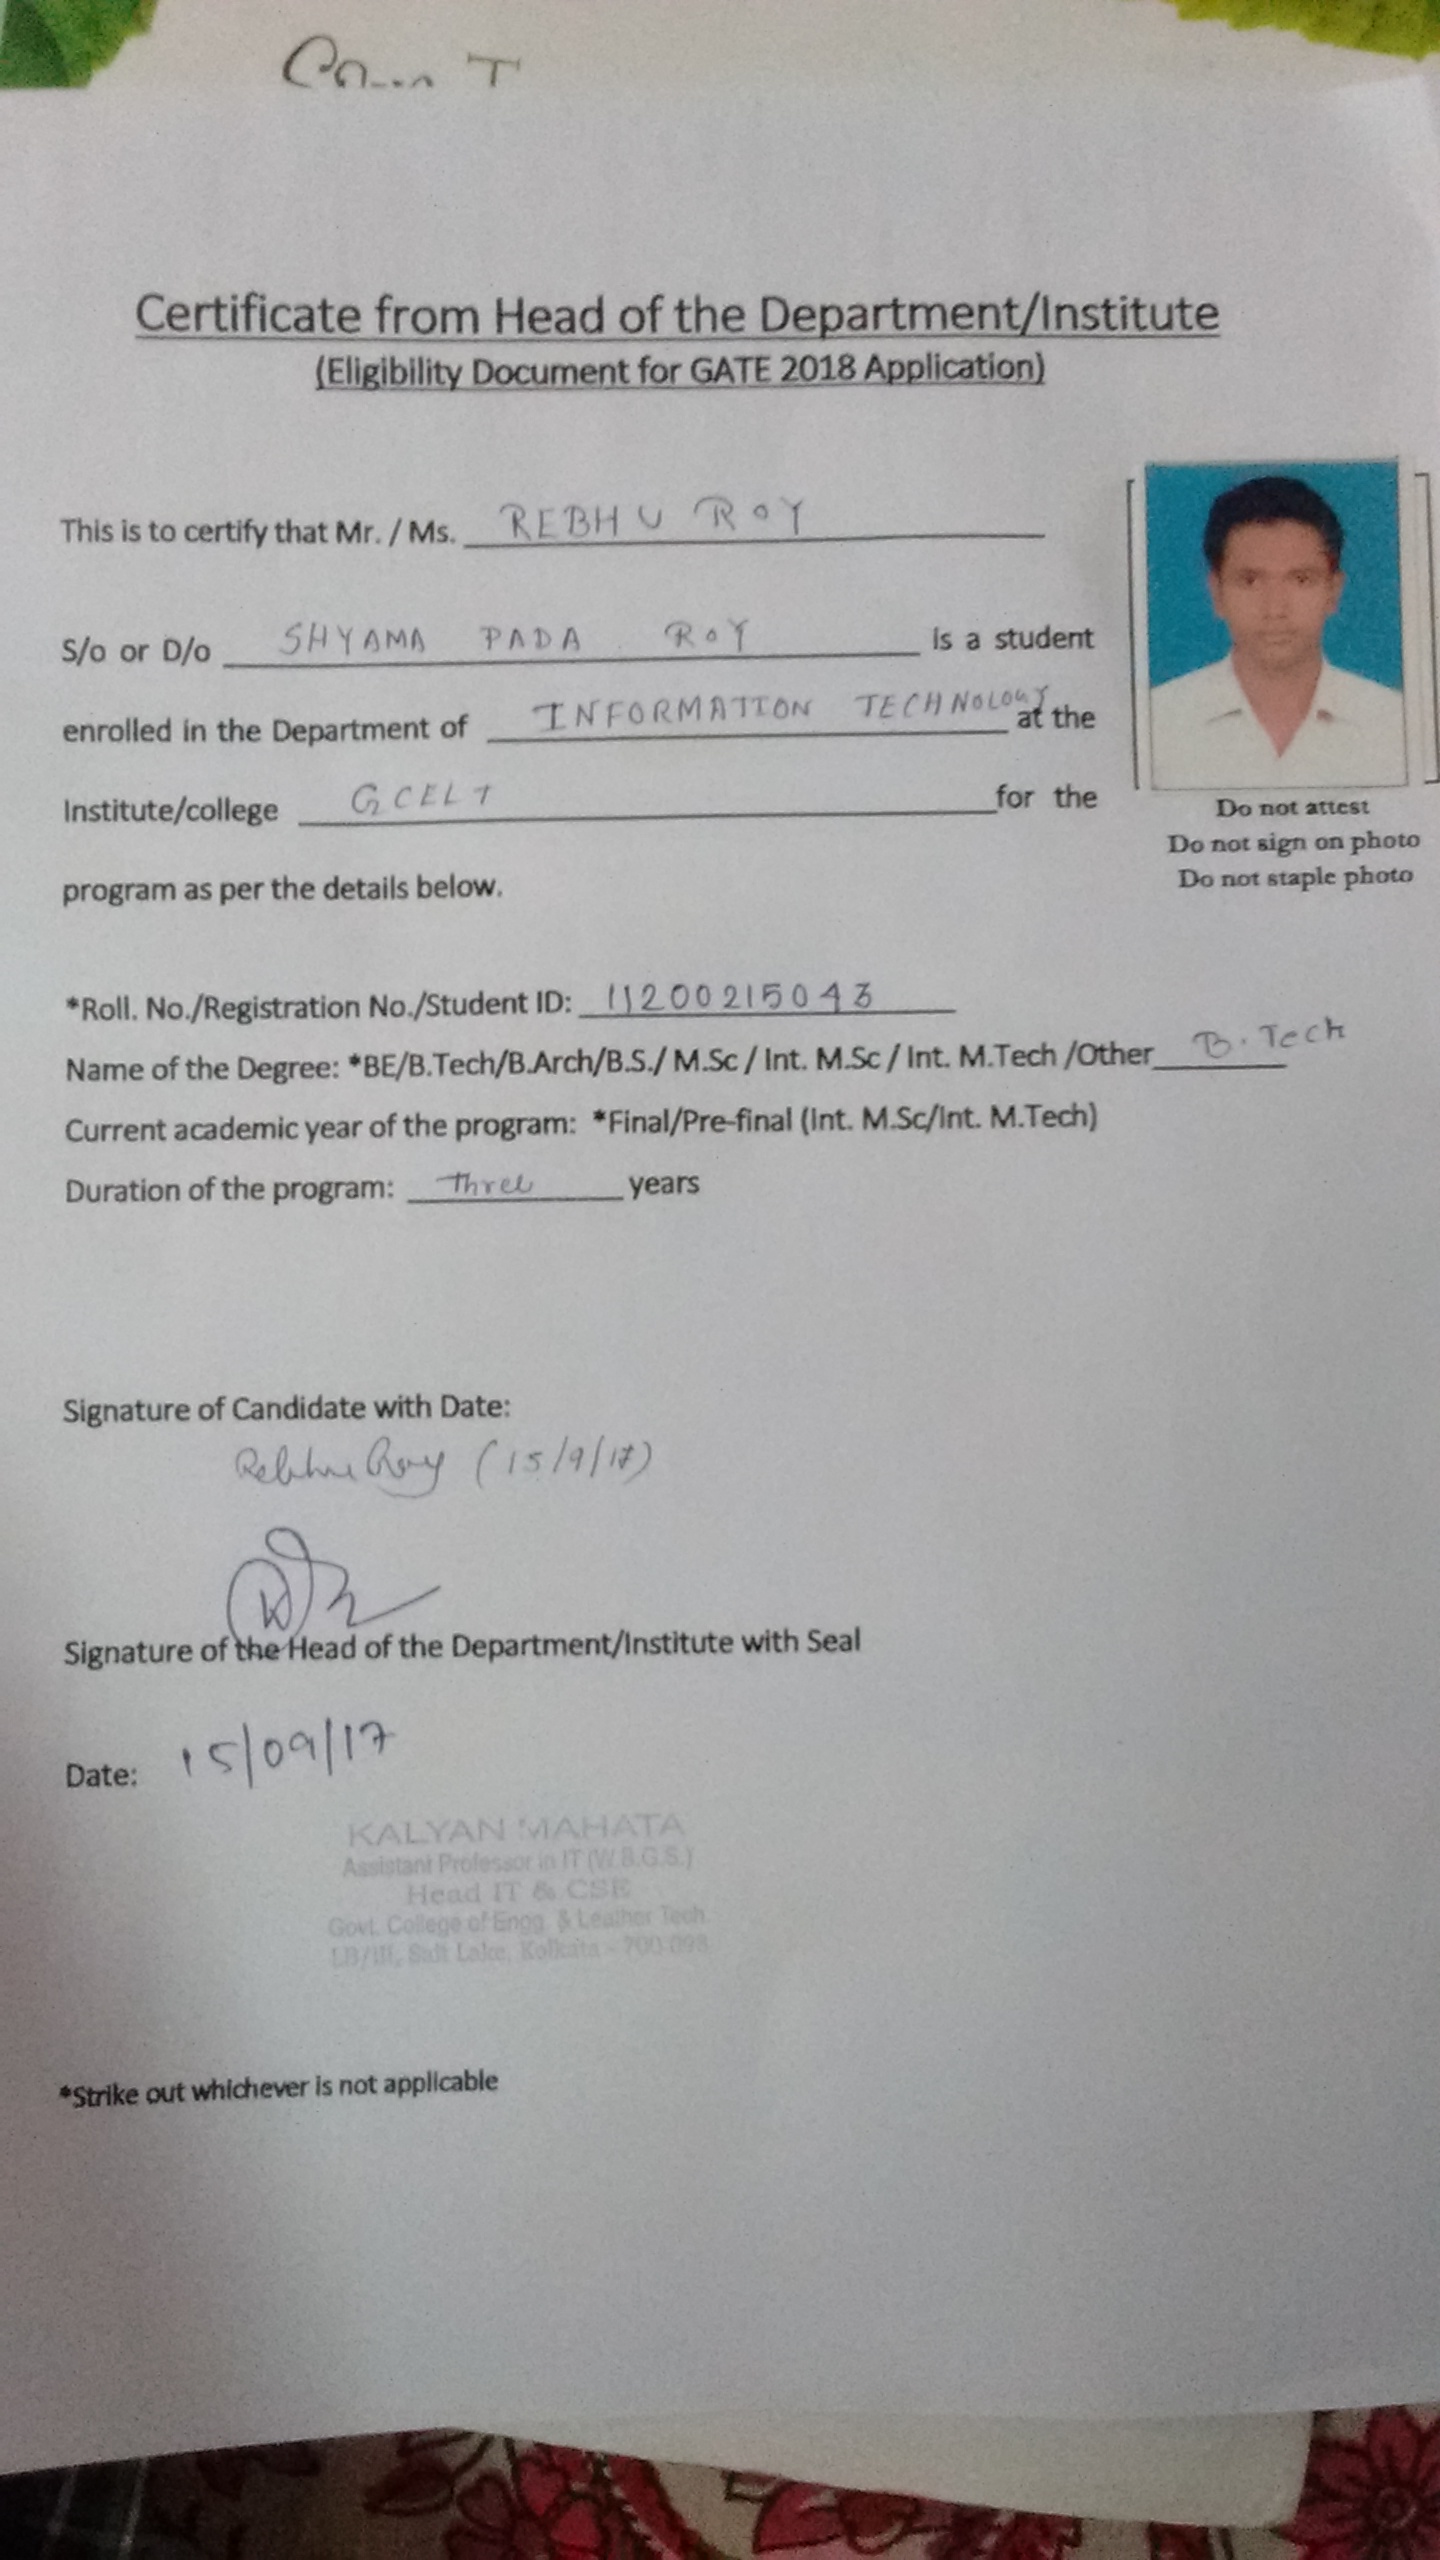 Certificate from Head of the Department/Institute
(Eligibility Document for GATE 2018 Application)
This is to certify that Mr. / Ms. REBHU ROY
S/o or D/o SHYAMA PADA ROY is a student
enrolled in the Department of INFORMATION TECHNOLOGY at the
Institute/college GCELT for the
program as per the details below.
Do not attest
Do not sign on photo
Do not staple photo
*Roll. No./Registration No./Student ID: 11200215043
Name of the Degree: *BE/B.Tech/B.Arch/B.S./ M.Sc / Int. M.Sc / Int. M.Tech /Other B.Tech
Current academic year of the program: *Final/Pre-final (Int. M.Sc/Int. M.Tech)
Duration of the program: Three years
Signature of Candidate with Date:
Rebhu Roy (15/9/17)
Signature of the Head of the Department/Institute with Seal
Date: 15/09/17
KALYAN MAHATA
Assistant Professor in IT (W.B.G.S.)
Head IT & CSE
Govt. College of Engg. & Leather Tech.
LB/III, Salt Lake, Kolkata - 700 098
*Strike out whichever is not applicable